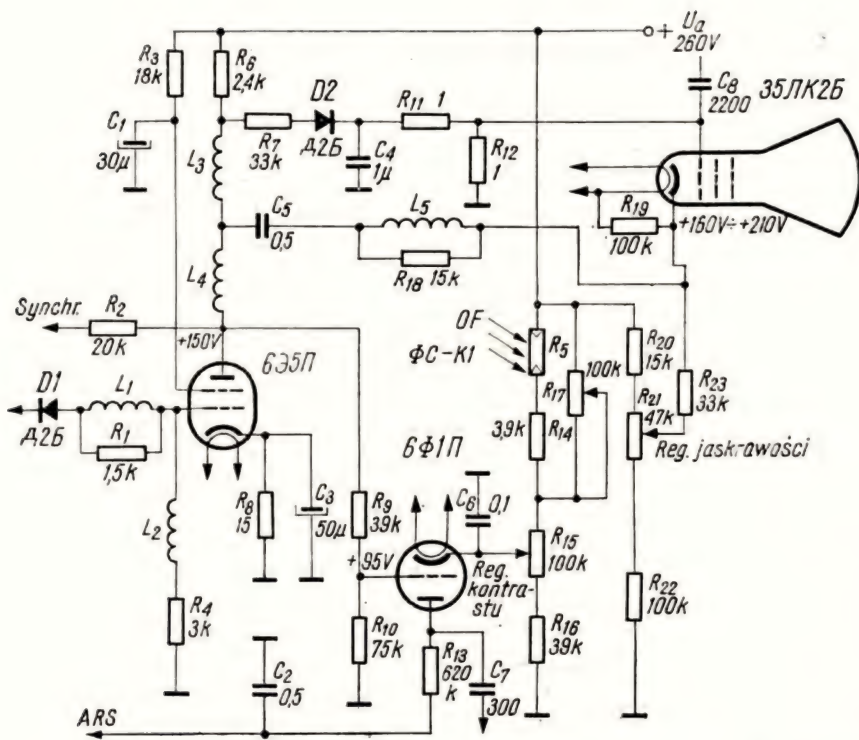 Uₐ
260V
R₃
18k
R₆
2,4k
C₈
2200
35ЛК2Б
D2
Д2Б
R₁₁ 1
C₁
30μ
R₇
33k
C₄
1μ
R₁₂
1
L₃
C₅
0,5
L₅
R₁₉
100k
+160V÷+210V
R₁₈ 15k
L₄
Synchr.
R₂
20k
+150V
6Э5П
OF
ФС-К1
R₅
100k
R₁₇
R₂₀
15k
D1
Д2Б
L₁
R₁
1,5k
3,9k
R₁₄
R₂₁
47k
R₂₃
33k
Reg. jaskrawości
6Ф1П
L₂
R₈
15
C₃
50μ
R₉
39k
C₆
0,1
+95V
Reg.
kontra-
stu
R₁₅
100k
R₄
3k
R₂₂
100k
R₁₀
75k
R₁₆
39k
C₂
0,5
R₁₃
620
k
C₇
300
ARS